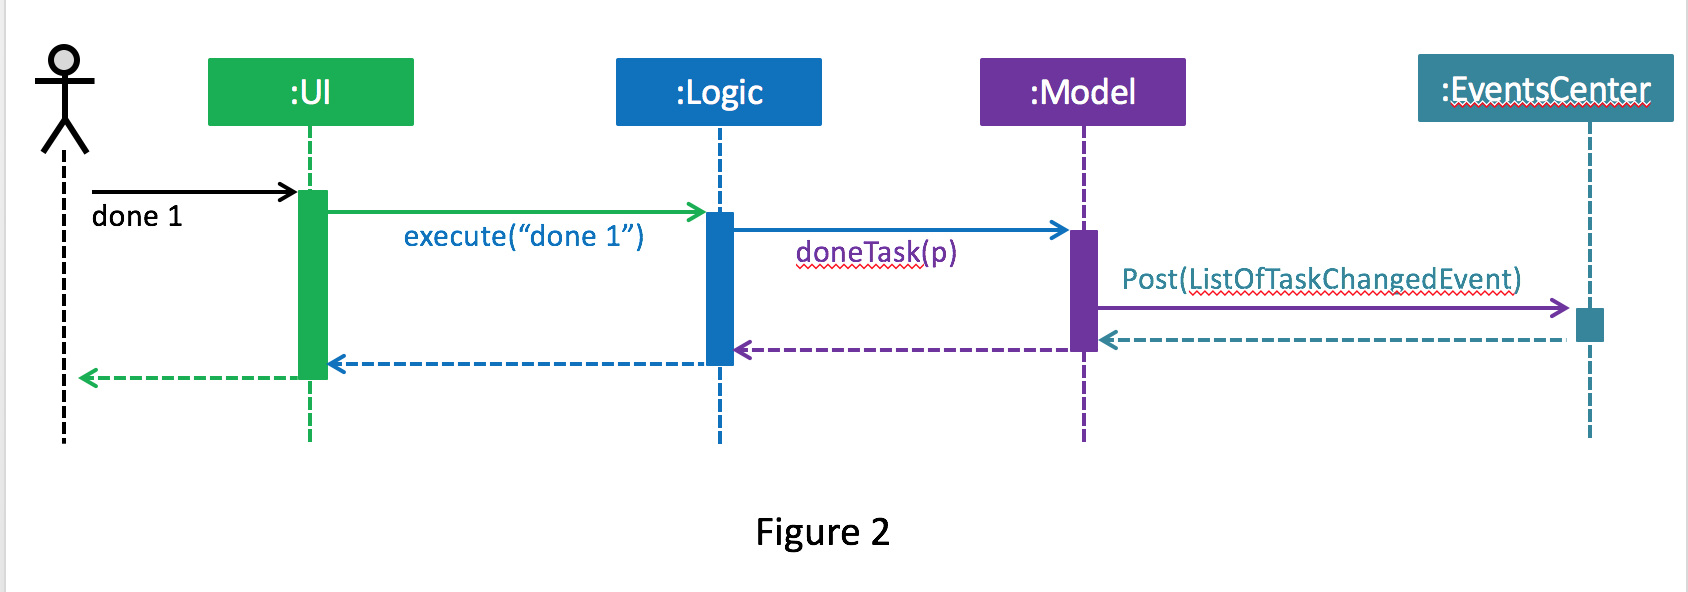 :UI
:Logic
:Model
:EventsCenter
done 1
execute(“done 1”)
doneTask(p)
Post(ListOfTaskChangedEvent)
Figure 2